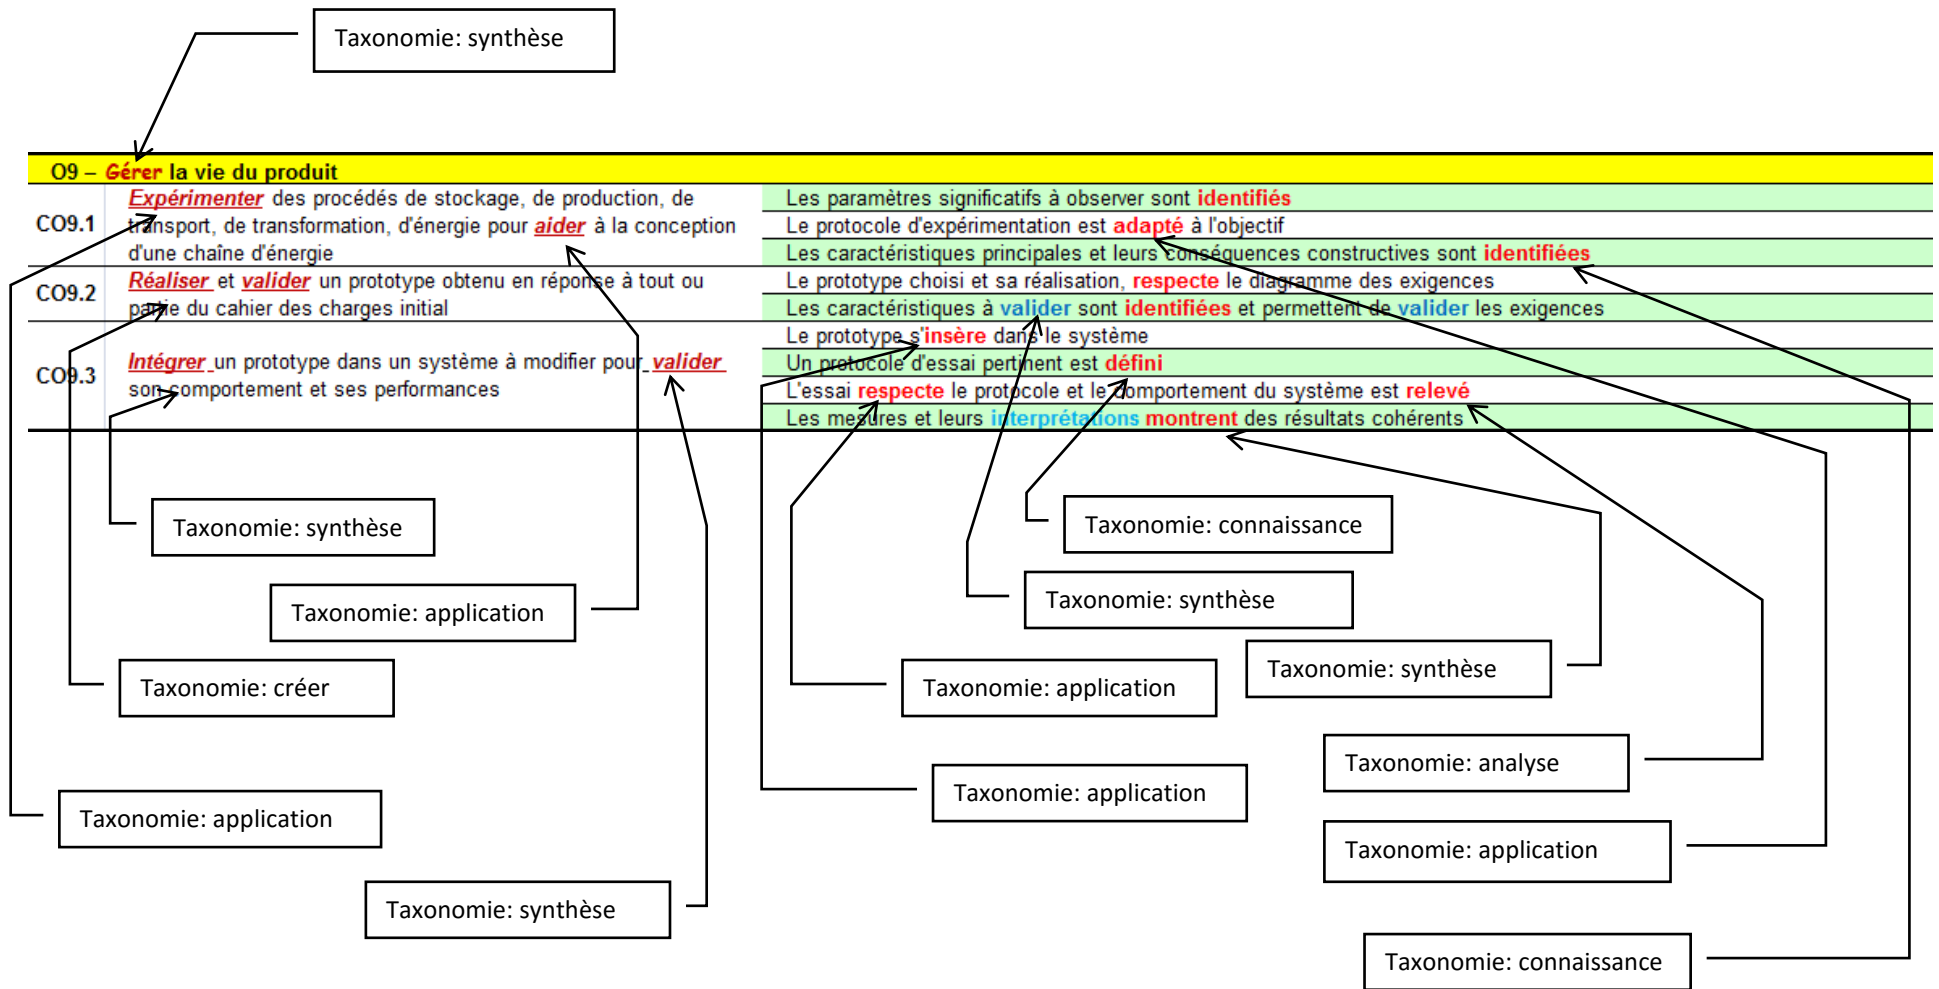 Taxonomie: synthèse
O9 – Gérer la vie du produit
CO9.1
Expérimenter des procédés de stockage, de production, de
transport, de transformation, d'énergie pour aider à la conception
d'une chaîne d'énergie
Les paramètres significatifs à observer sont identifiés
Le protocole d'expérimentation est adapté à l'objectif
Les caractéristiques principales et leurs conséquences constructives sont identifiées
CO9.2
Réaliser et valider un prototype obtenu en réponse à tout ou
partie du cahier des charges initial
Le prototype choisi et sa réalisation, respecte le diagramme des exigences
Les caractéristiques à valider sont identifiées et permettent de valider les exigences
CO9.3
Intégrer un prototype dans un système à modifier pour valider
son comportement et ses performances
Le prototype s'insère dans le système
Un protocole d'essai pertinent est défini
L'essai respecte le protocole et le comportement du système est relevé
Les mesures et leurs interprétations montrent des résultats cohérents
Taxonomie: synthèse
Taxonomie: connaissance
Taxonomie: application
Taxonomie: synthèse
Taxonomie: synthèse
Taxonomie: créer
Taxonomie: application
Taxonomie: analyse
Taxonomie: application
Taxonomie: application
Taxonomie: application
Taxonomie: synthèse
Taxonomie: connaissance